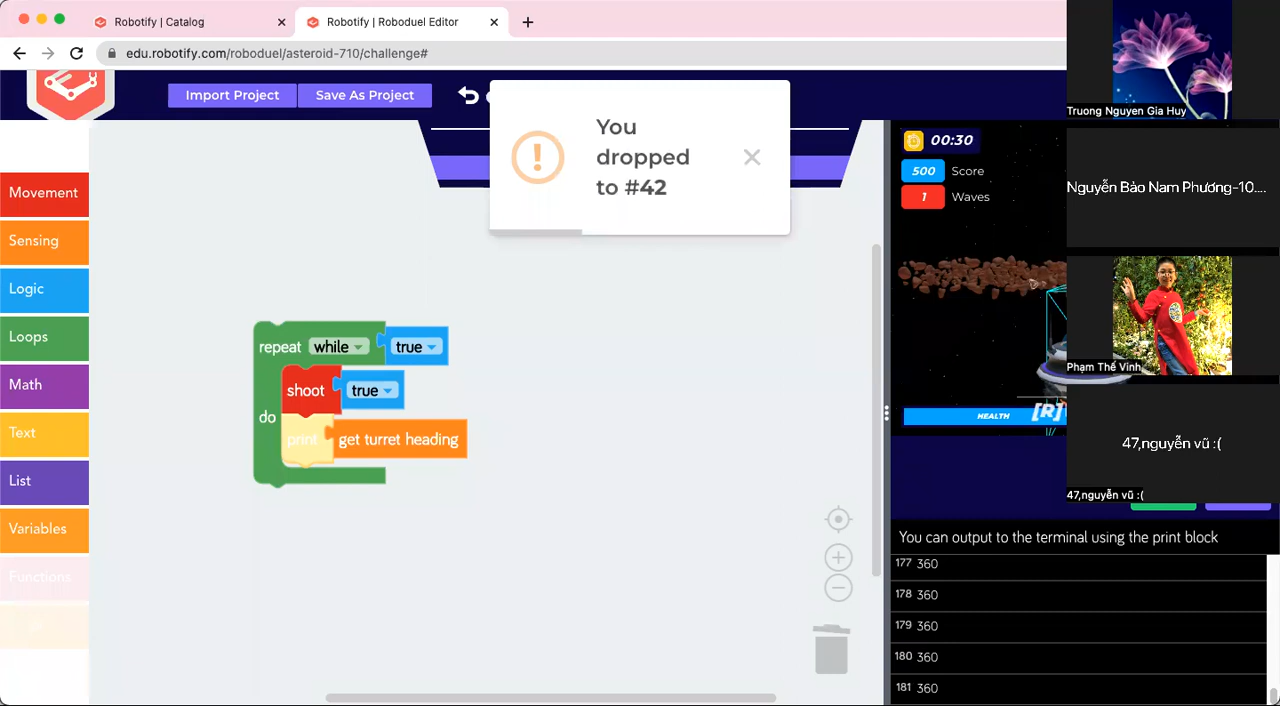 Robotify | Catalog
Robotify | Roboduel Editor
edu.robotify.com/roboduel/asteroid-710/challenge#
Import Project
Save As Project
You
dropped
to #42
Movement
Sensing
Logic
Loops
Math
Text
List
Variables
Functions
repeat while true
shoot true
do
print get turret heading
00:30
500 Score
1 Waves
HEALTH
[R]
Truong Nguyen Gia Huy
Nguyễn Bảo Nam Phương-10....
Phạm Thế Vinh
47,nguyễn vũ :(
47,nguyễn vũ :(
You can output to the terminal using the print block
177 360
178 360
179 360
180 360
181 360